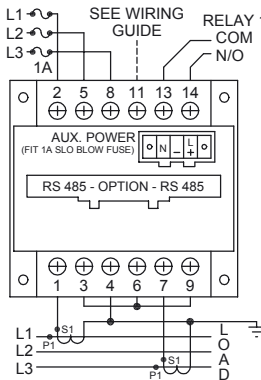 L1
L2
L3
1A
SEE WIRING
GUIDE
RELAY 1
COM
N/O
2 5 8 11 13 14
AUX. POWER
(FIT 1A SLO BLOW FUSE)
N – L +
RS 485 - OPTION - RS 485
1 3 4 6 7 9
L1
L2
L3
S1
P1
S1
P1
L
O
A
D